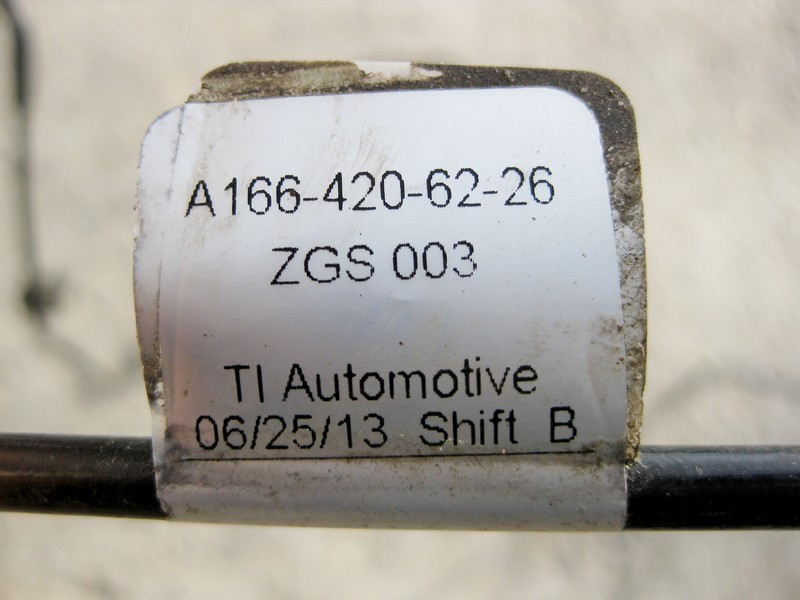 A166-420-62-26
ZGS 003
TI Automotive
06/25/13 Shift B